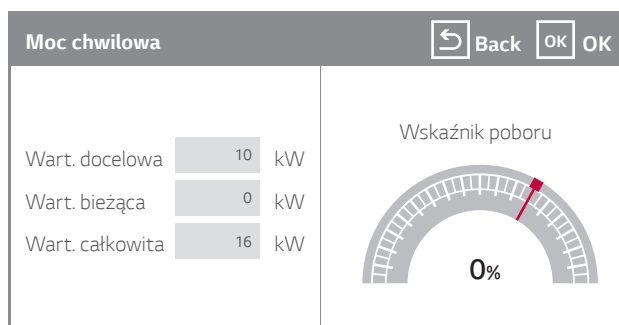 Moc chwilowa Back OK OK
Wart. docelowa 10 kW
Wart. bieżąca 0 kW
Wart. całkowita 16 kW
Wskaźnik poboru
0%